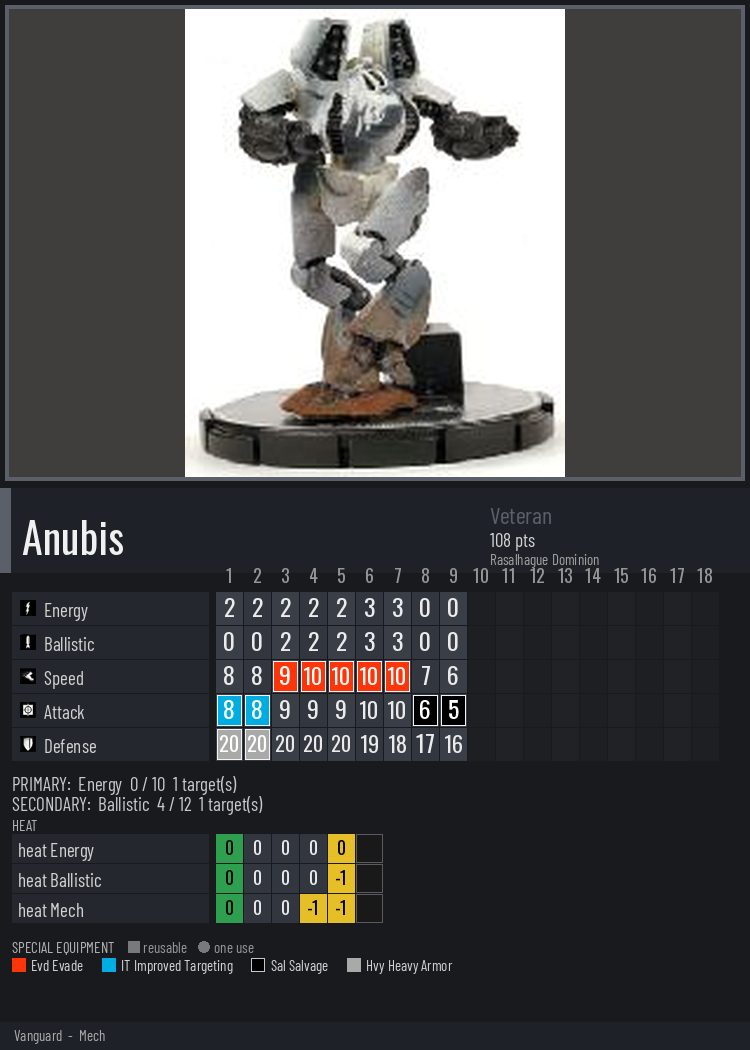 Anubis
Veteran
108 pts
Rasalhague Dominion
1 2 3 4 5 6 7 8 9 10 11 12 13 14 15 16 17 18
Energy 2 2 2 2 2 3 3 0 0
Ballistic 0 0 2 2 2 3 3 0 0
Speed 8 8 9 10 10 10 10 7 6
Attack 8 8 9 9 9 10 10 6 5
Defense 20 20 20 20 20 19 18 17 16
PRIMARY: Energy 0 / 10 1 target(s)
SECONDARY: Ballistic 4 / 12 1 target(s)
HEAT
heat Energy 0 0 0 0 0
heat Ballistic 0 0 0 0 -1
heat Mech 0 0 0 -1 -1
SPECIAL EQUIPMENT reusable one use
Evd Evade IT Improved Targeting Sal Salvage Hvy Heavy Armor
Vanguard - Mech